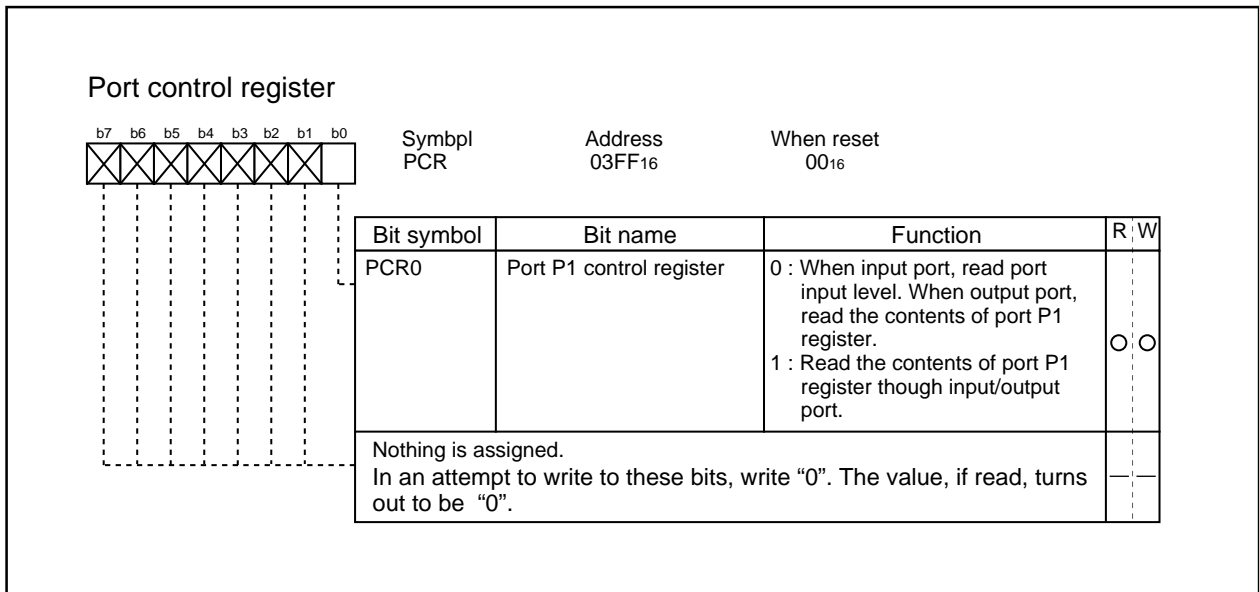 Port control register
b7 b6 b5 b4 b3 b2 b1 b0
Symbpl Address When reset
PCR 03FF16 0016
Bit symbol Bit name Function R W
PCR0 Port P1 control register 0 : When input port, read port
input level. When output port,
read the contents of port P1
register.
1 : Read the contents of port P1
register though input/output
port.
Nothing is assigned.
In an attempt to write to these bits, write “0”. The value, if read, turns
out to be “0”.